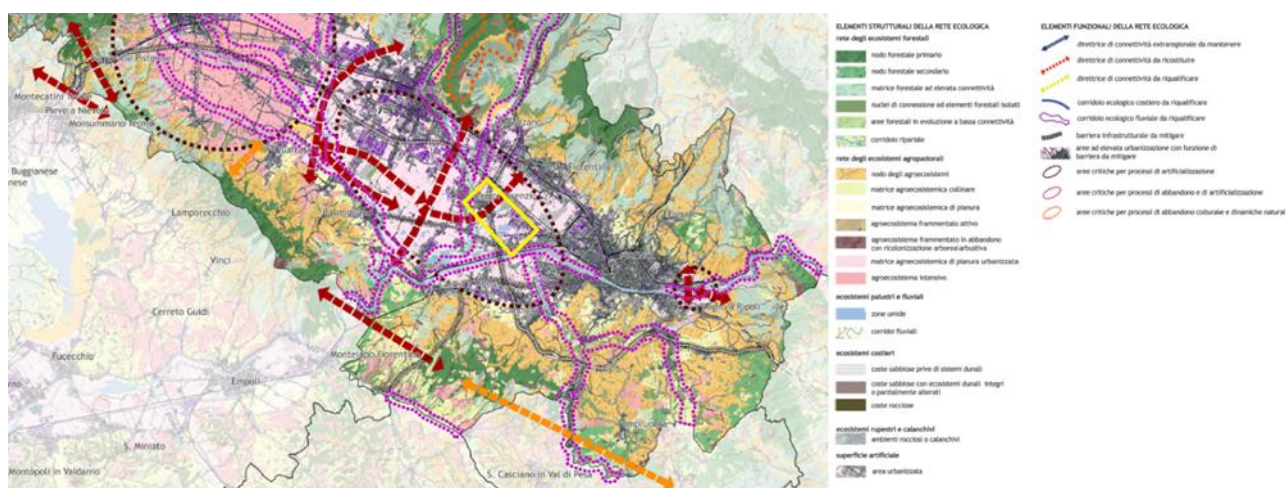 Montecatini Terme
Pieve a Nievole
Monsummano Terme
Buggianese
Lamporecchio
Vinci
Cerreto Guidi
Fucecchio
Empoli
S. Miniato
Montopoli in Valdarno
S. Casciano in Val di Pesa
ELEMENTI STRUTTURALI DELLA RETE ECOLOGICA
rete degli ecosistemi forestali
nodo forestale primario
nodo forestale secondario
matrice forestale ad elevata connettività
nuclei di connessione ed elementi forestali isolati
aree forestali in evoluzione a bassa connettività
corridoio ripariale
rete degli ecosistemi agropastorali
nodo degli agroecosistemi
matrice agroecosistemica collinare
matrice agroecosistemica di pianura
agroecosistema frammentato attivo
agroecosistema frammentato in abbandono
con ricolonizzazione arborea/arbustiva
matrice agroecosistemica di pianura urbanizzata
agroecosistema intensivo
ecosistemi palustri e fluviali
zone umide
corridoi fluviali
ecosistemi costieri
coste sabbiose prive di sistemi dunali
coste sabbiose con ecosistemi dunali integri
o parzialmente alterati
coste rocciose
ecosistemi rupestri e calanchivi
ambienti rocciosi o calanchivi
superficie artificiale
area urbanizzata
ELEMENTI FUNZIONALI DELLA RETE ECOLOGICA
direttrice di connettività extraregionale da mantenere
direttrice di connettività da ricostituire
direttrice di connettività da riqualificare
corridoio ecologico costiero da riqualificare
corridoio ecologico fluviale da riqualificare
barriera infrastrutturale da mitigare
aree ad elevata urbanizzazione con funzione di
barriera da mitigare
aree critiche per processi di artificializzazione
aree critiche per processi di abbandono e di artificializzazione
aree critiche per processi di abbandono colturale e dinamiche natural